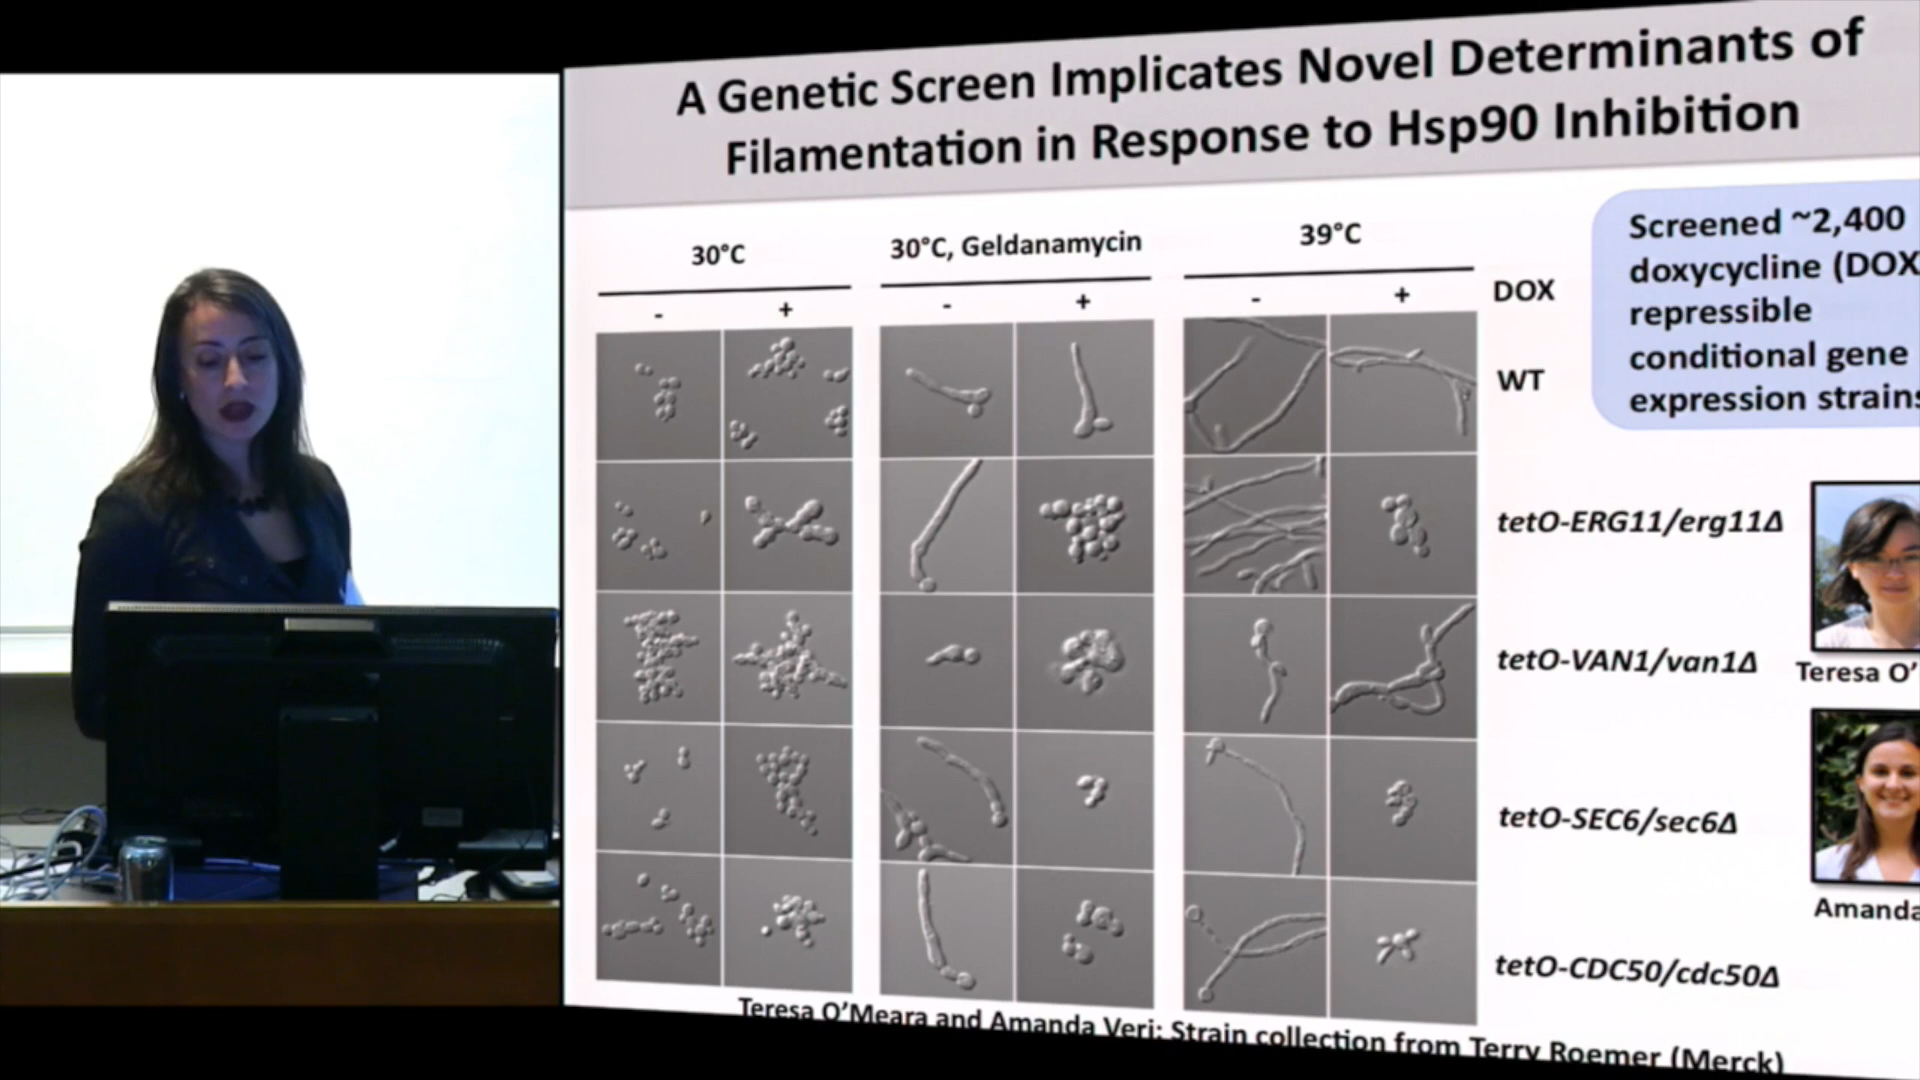 A Genetic Screen Implicates Novel Determinants of
Filamentation in Response to Hsp90 Inhibition
30°C 30°C, Geldanamycin 39°C
- + - + - + DOX
WT
Screened ~2,400
doxycycline (DOX
repressible
conditional gene
expression strains
tetO-ERG11/erg11Δ
tetO-VAN1/van1Δ
Teresa O'
tetO-SEC6/sec6Δ
Amanda
tetO-CDC50/cdc50Δ
Teresa O'Meara and Amanda Veri; Strain collection from Terry Roemer (Merck)